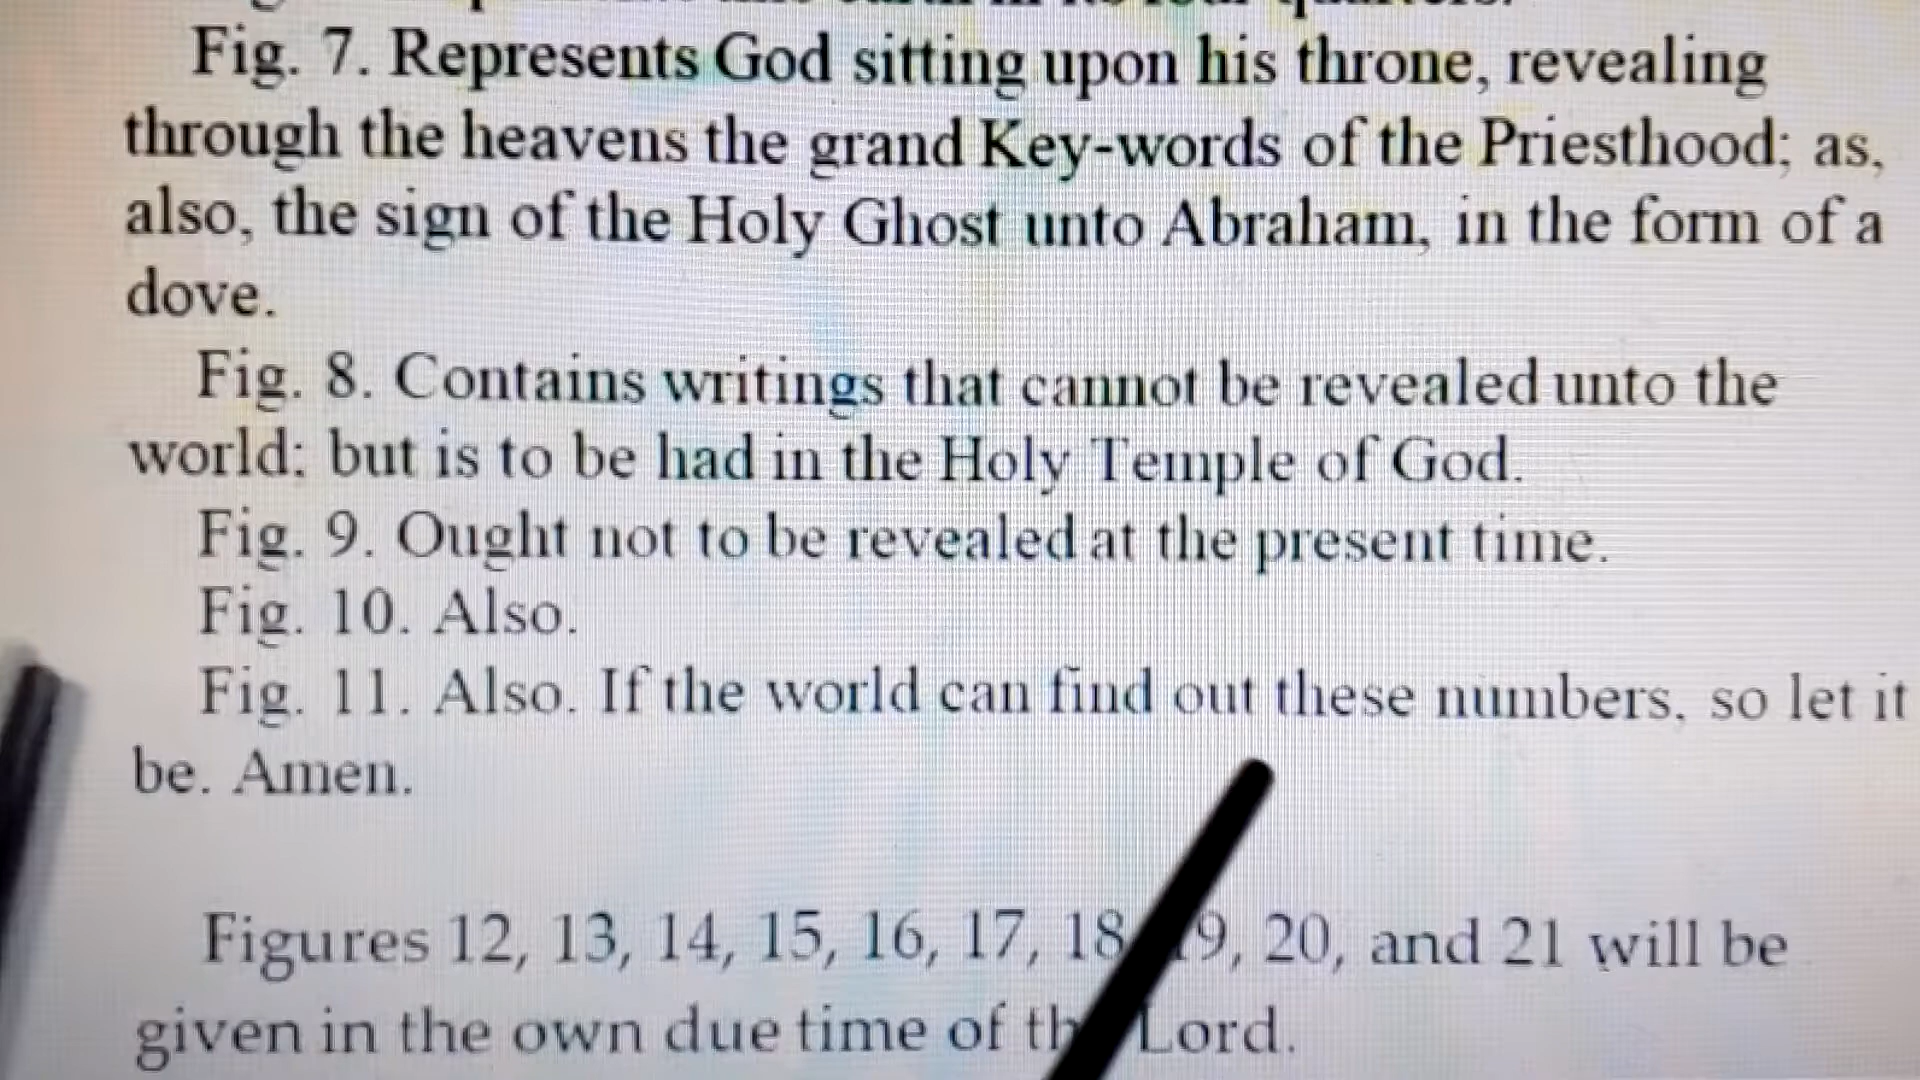 Fig. 7. Represents God sitting upon his throne, revealing
through the heavens the grand Key-words of the Priesthood; as,
also, the sign of the Holy Ghost unto Abraham, in the form of a
dove.
Fig. 8. Contains writings that cannot be revealed unto the
world; but is to be had in the Holy Temple of God.
Fig. 9. Ought not to be revealed at the present time.
Fig. 10. Also.
Fig. 11. Also. If the world can find out these numbers, so let it
be. Amen.
Figures 12, 13, 14, 15, 16, 17, 18, 19, 20, and 21 will be
given in the own due time of the Lord.